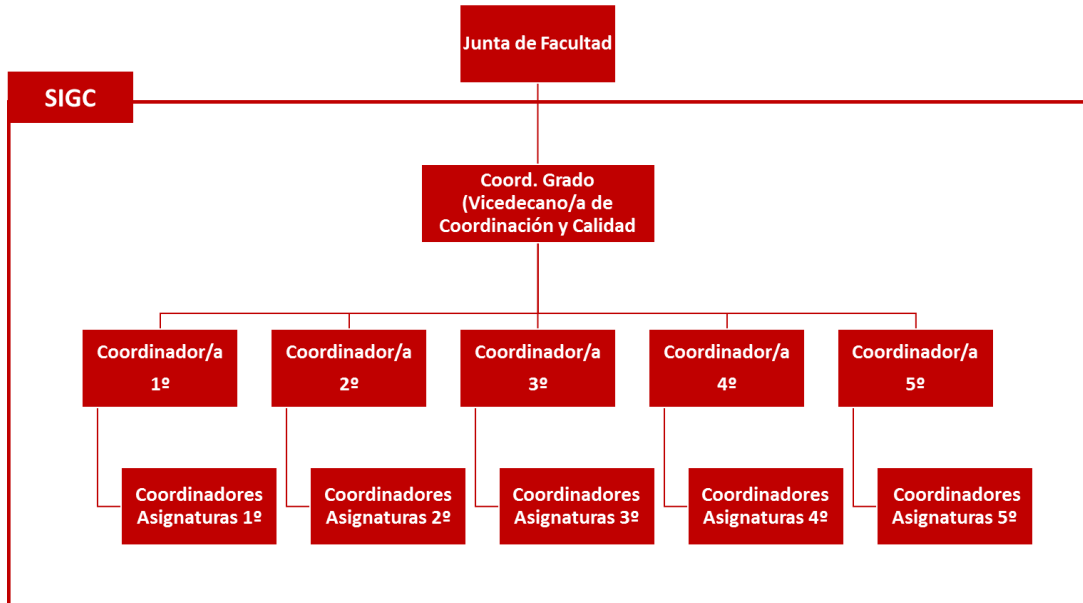 Junta de Facultad
SIGC
Coord. Grado
(Vicedecano/a de
Coordinación y Calidad
Coordinador/a
1º
Coordinador/a
2º
Coordinador/a
3º
Coordinador/a
4º
Coordinador/a
5º
Coordinadores
Asignaturas 1º
Coordinadores
Asignaturas 2º
Coordinadores
Asignaturas 3º
Coordinadores
Asignaturas 4º
Coordinadores
Asignaturas 5º